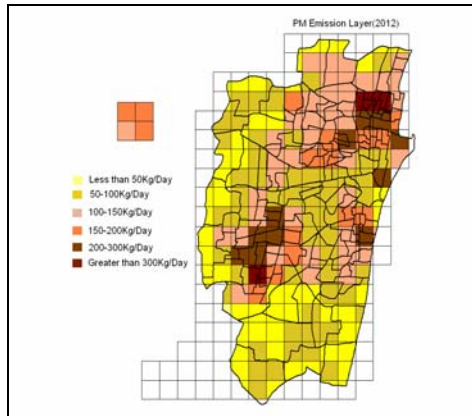 PM Emission Layer(2012)
Less than 50Kg/Day
50-100Kg/Day
100-150Kg/Day
150-200Kg/Day
200-300Kg/Day
Greater than 300Kg/Day